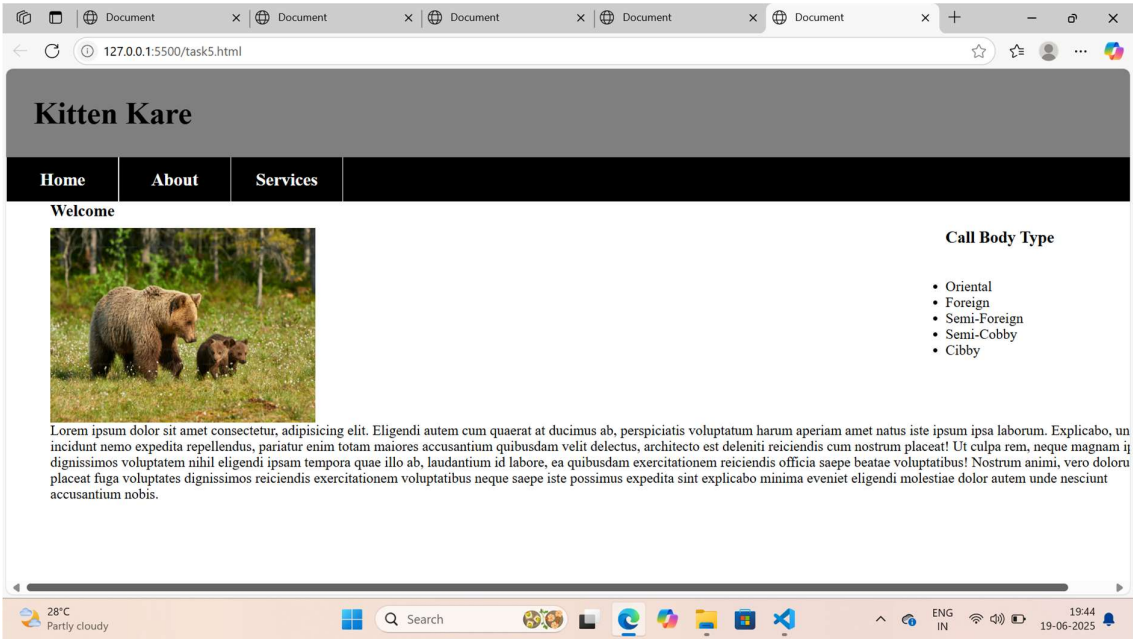 Document
Document
Document
Document
Document
127.0.0.1:5500/task5.html
Kitten Kare
Home About Services
Welcome
Call Body Type
Oriental
Foreign
Semi-Foreign
Semi-Cobby
Cibby
Lorem ipsum dolor sit amet consectetur, adipisicing elit. Eligendi autem cum quaerat at ducimus ab, perspiciatis voluptatum harum aperiam amet natus iste ipsum ipsa laborum. Explicabo, un
incidunt nemo expedita repellendus, pariatur enim totam maiores accusantium quibusdam velit delectus, architecto est deleniti reiciendis cum nostrum placeat! Ut culpa rem, neque magnam ip
dignissimos voluptatem nihil eligendi ipsam tempora quae illo ab, laudantium id labore, ea quibusdam exercitationem reiciendis officia saepe beatae voluptatibus! Nostrum animi, vero doloru
placeat fuga voluptates dignissimos reiciendis exercitationem voluptatibus neque saepe iste possimus expedita sint explicabo minima eveniet eligendi molestiae dolor autem unde nesciunt
accusantium nobis.
28°C
Partly cloudy
Search
ENG
IN
19:44
19-06-2025